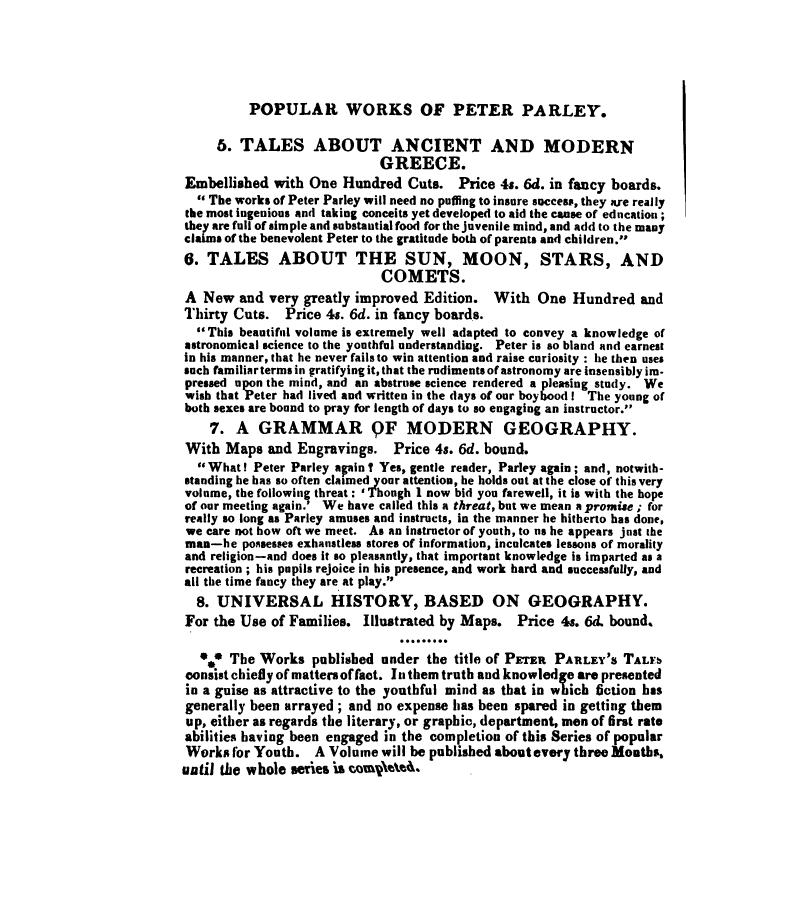 POPULAR WORKS OF PETER PARLEY.
5. TALES ABOUT ANCIENT AND MODERN
GREECE.
Embellished with One Hundred Cuts. Price 4s. 6d. in fancy boards.
"The works of Peter Parley will need no puffing to insure success, they are really
the most ingenious and taking conceits yet developed to aid the cause of education;
they are full of simple and substantial food for the juvenile mind, and add to the many
claims of the benevolent Peter to the gratitude both of parents and children."
6. TALES ABOUT THE SUN, MOON, STARS, AND
COMETS.
A New and very greatly improved Edition. With One Hundred and
Thirty Cuts. Price 4s. 6d. in fancy boards.
"This beautiful volume is extremely well adapted to convey a knowledge of
astronomical science to the youthful understanding. Peter is so bland and earnest
in his manner, that he never fails to win attention and raise curiosity: he then uses
such familiar terms in gratifying it, that the rudiments of astronomy are insensibly im-
pressed upon the mind, and an abstruse science rendered a pleasing study. We
wish that Peter had lived and written in the days of our boyhood! The young of
both sexes are bound to pray for length of days to so engaging an instructor."
7. A GRAMMAR OF MODERN GEOGRAPHY.
With Maps and Engravings. Price 4s. 6d. bound.
"What! Peter Parley again? Yes, gentle reader, Parley again; and, notwith-
standing he has so often claimed your attention, he holds out at the close of this very
volume, the following threat: 'Though I now bid you farewell, it is with the hope
of our meeting again.' We have called this a threat, but we mean a promise; for
really so long as Parley amuses and instructs, in the manner he hitherto has done,
we care not how oft we meet. As an instructor of youth, to us he appears just the
man—he possesses exhaustless stores of information, inculcates lessons of morality
and religion—and does it so pleasantly, that important knowledge is imparted as a
recreation; his pupils rejoice in his presence, and work hard and successfully, and
all the time fancy they are at play."
8. UNIVERSAL HISTORY, BASED ON GEOGRAPHY.
For the Use of Families. Illustrated by Maps. Price 4s. 6d. bound.
.........
*** The Works published under the title of PETER PARLEY'S TALES
consist chiefly of matters of fact. In them truth and knowledge are presented
in a guise as attractive to the youthful mind as that in which fiction has
generally been arrayed; and no expense has been spared in getting them
up, either as regards the literary, or graphic, department, men of first rate
abilities having been engaged in the completion of this Series of popular
Works for Youth. A Volume will be published about every three Months,
until the whole series is completed.